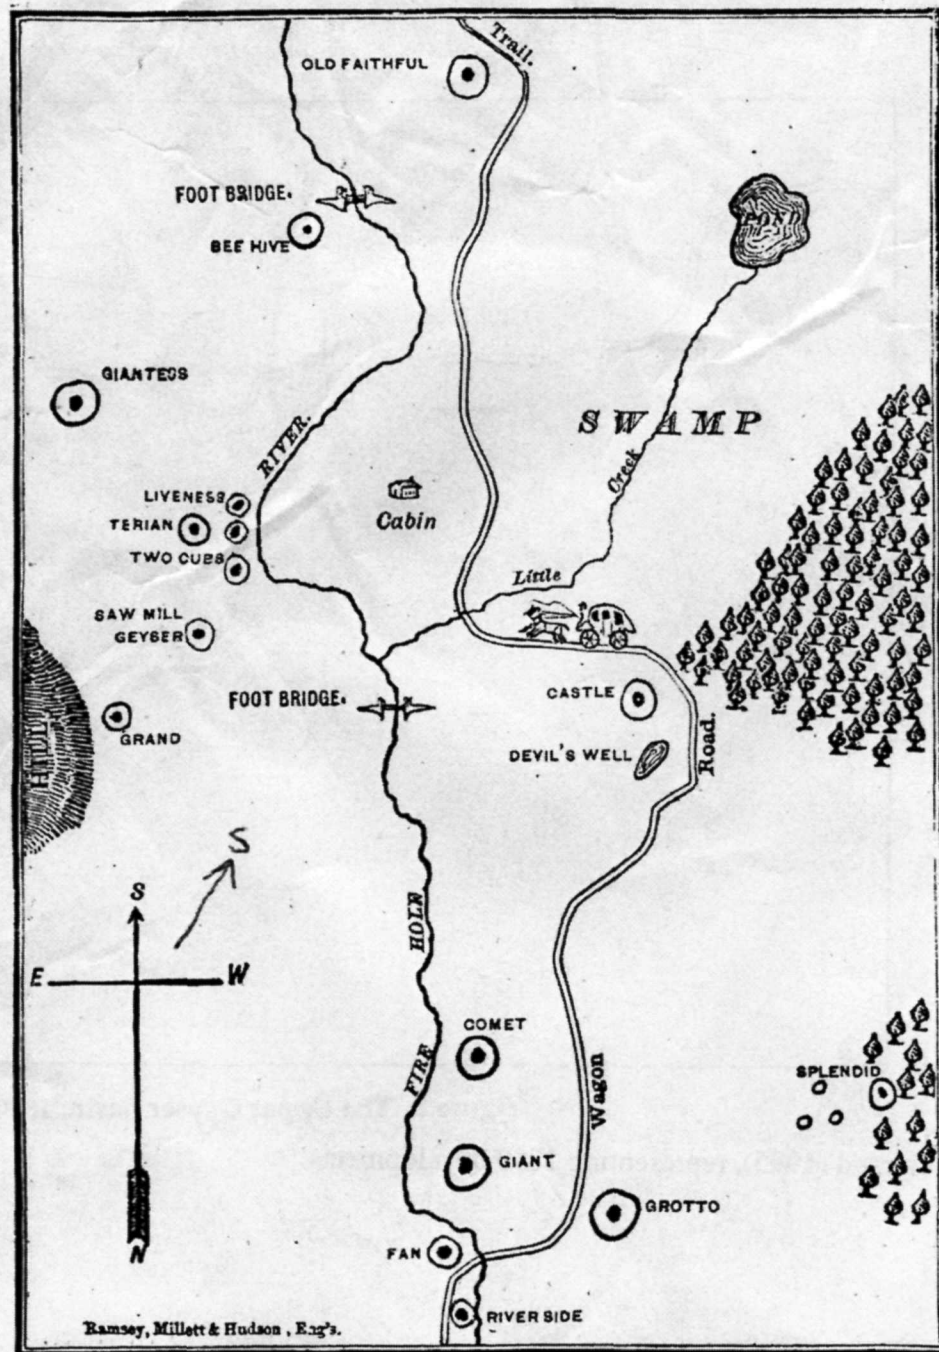 Trail.
OLD FAITHFUL
FOOT BRIDGE.
BEE HIVE
POND
GIANTESS
SWAMP
RIVER.
Creek
LIVENESS
TERIAN
TWO CUBS
Cabin
Little
SAW MILL
GEYSER
FOOT BRIDGE.
CASTLE
GRAND
HILL
DEVIL'S WELL
Road.
S
S
HOLE
E
W
COMET
FIRE
Wagon
SPLENDID
GIANT
GROTTO
N
FAN
RIVER SIDE
Ramsey, Millett & Hudson, Eng's.